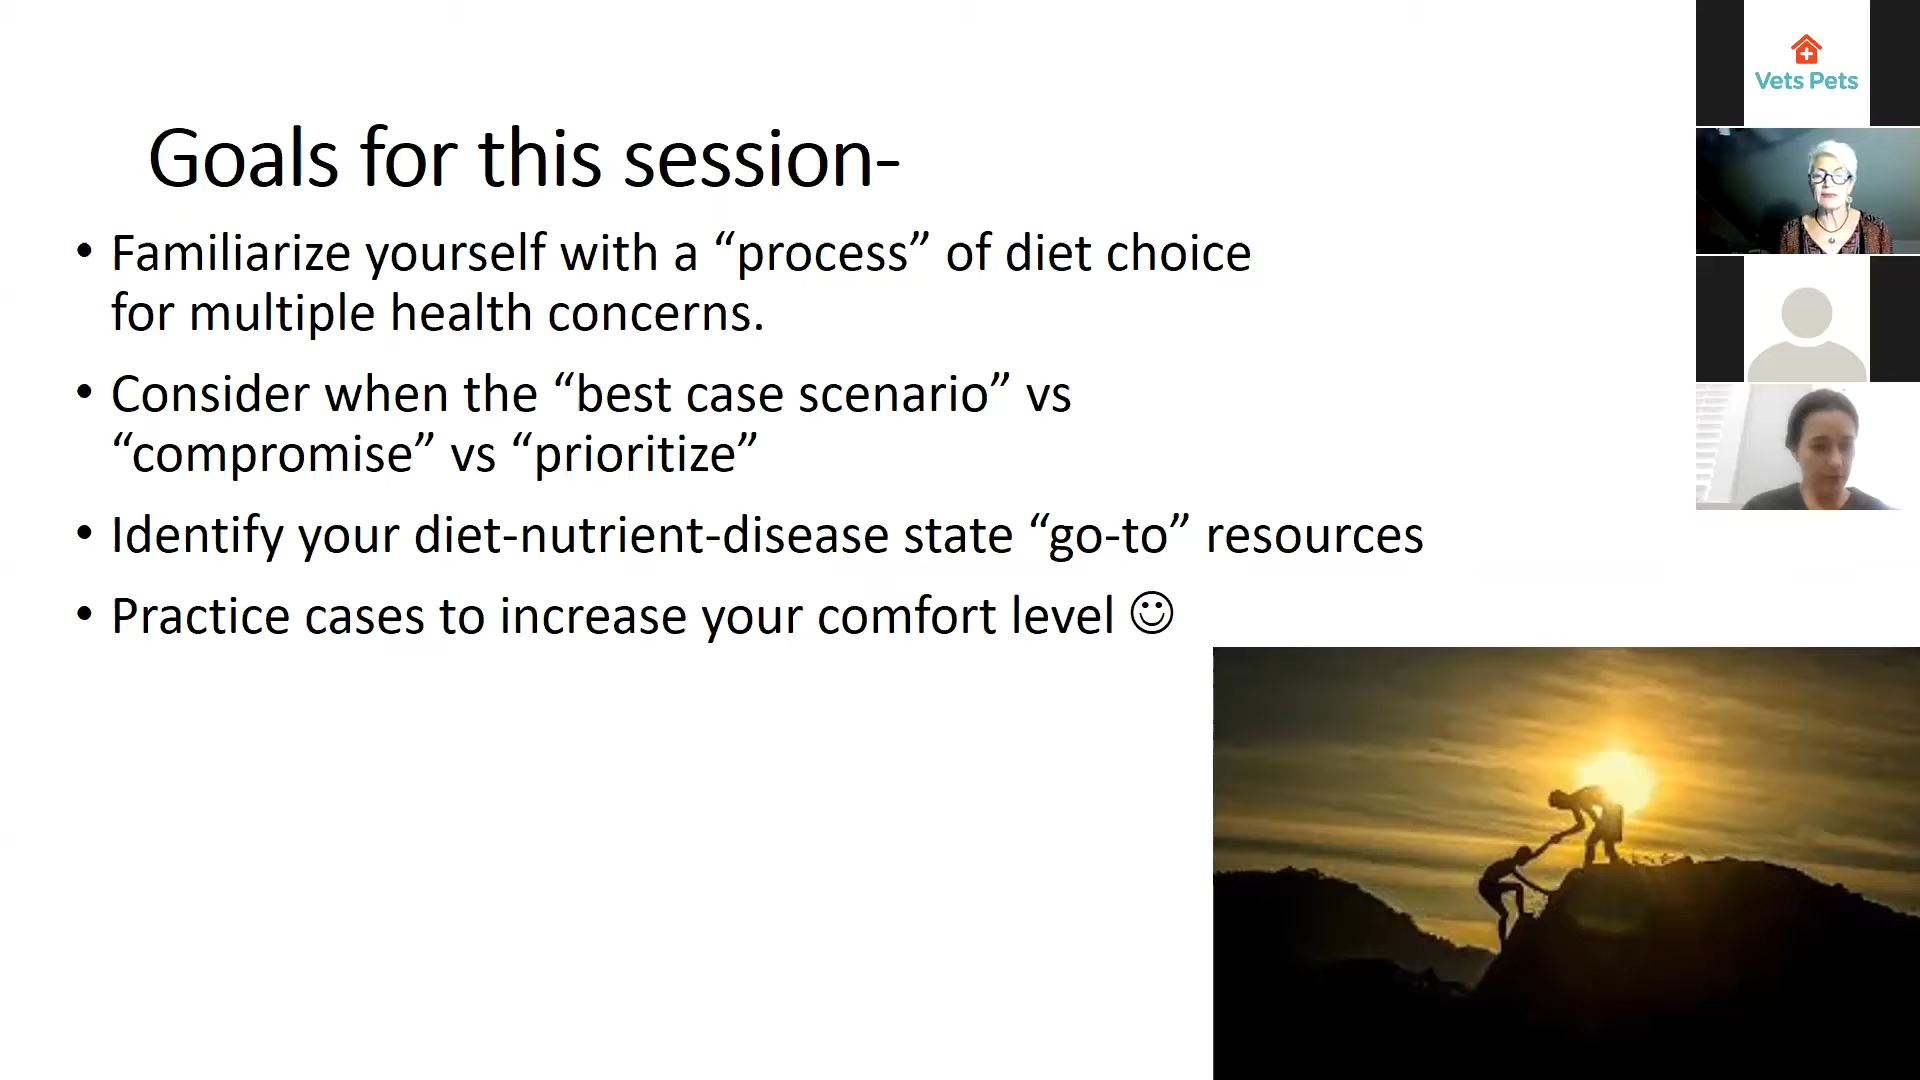 Goals for this session-
• Familiarize yourself with a “process” of diet choice
for multiple health concerns.
• Consider when the “best case scenario” vs
“compromise” vs “prioritize”
• Identify your diet-nutrient-disease state “go-to” resources
• Practice cases to increase your comfort level ☺
Vets Pets